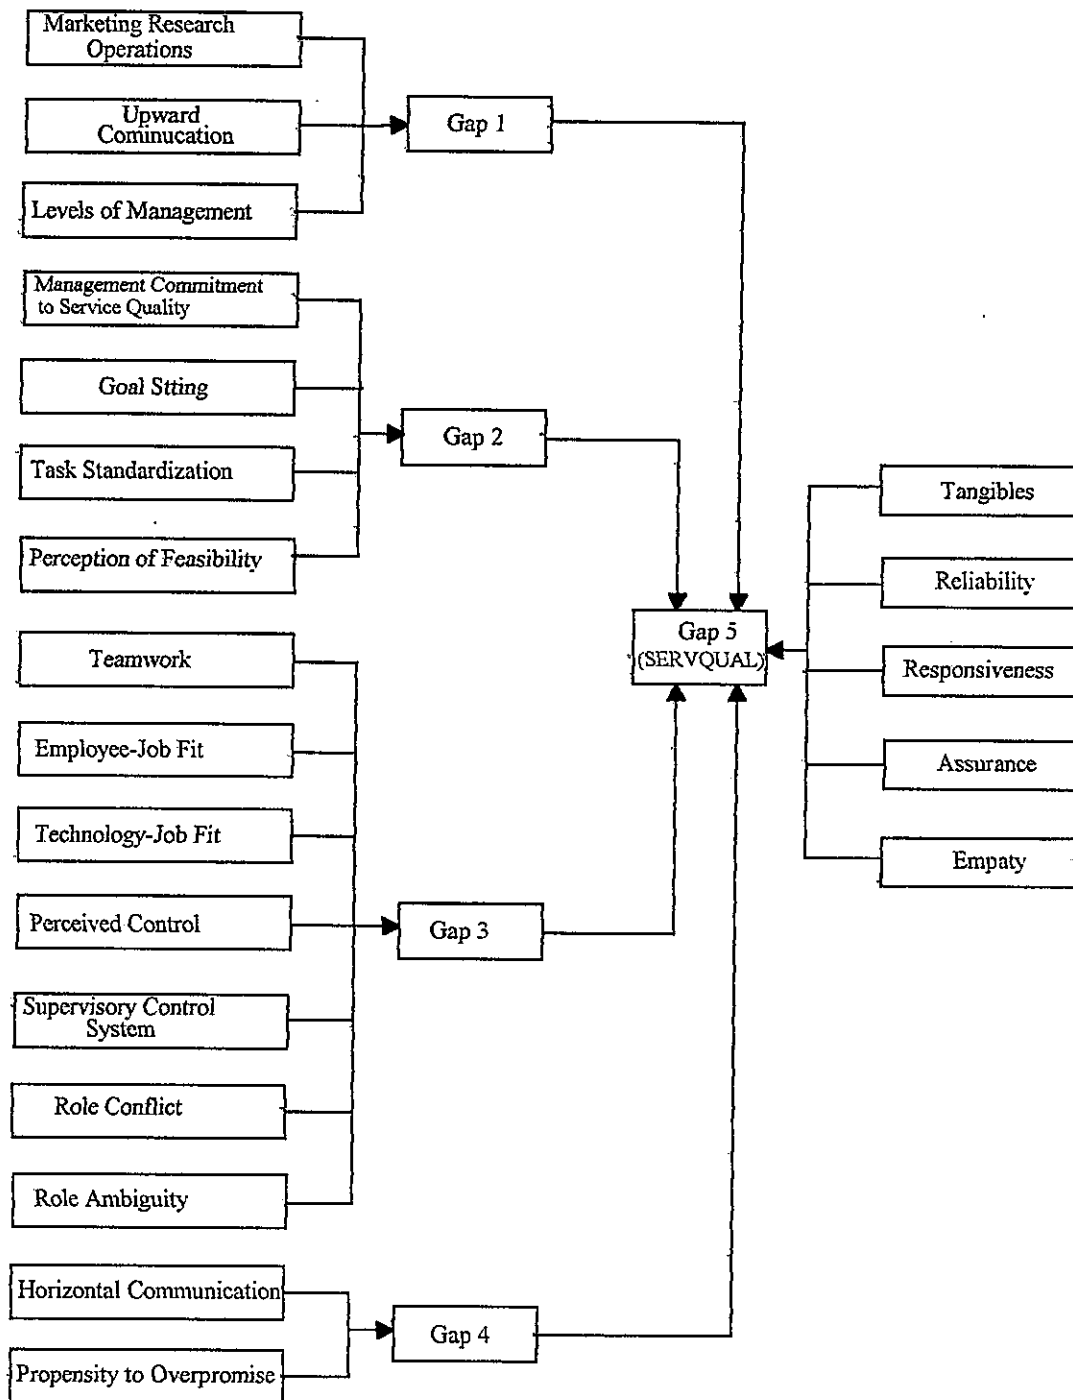 Marketing Research
Operations
Upward
Cominucation
Levels of Management
Gap 1
Management Commitment
to Service Quality
Goal Stting
Task Standardization
Perception of Feasibility
Gap 2
Teamwork
Employee-Job Fit
Technology-Job Fit
Perceived Control
Supervisory Control
System
Role Conflict
Role Ambiguity
Gap 3
Horizontal Communication
Propensity to Overpromise
Gap 4
Gap 5
(SERVQUAL)
Tangibles
Reliability
Responsiveness
Assurance
Empaty